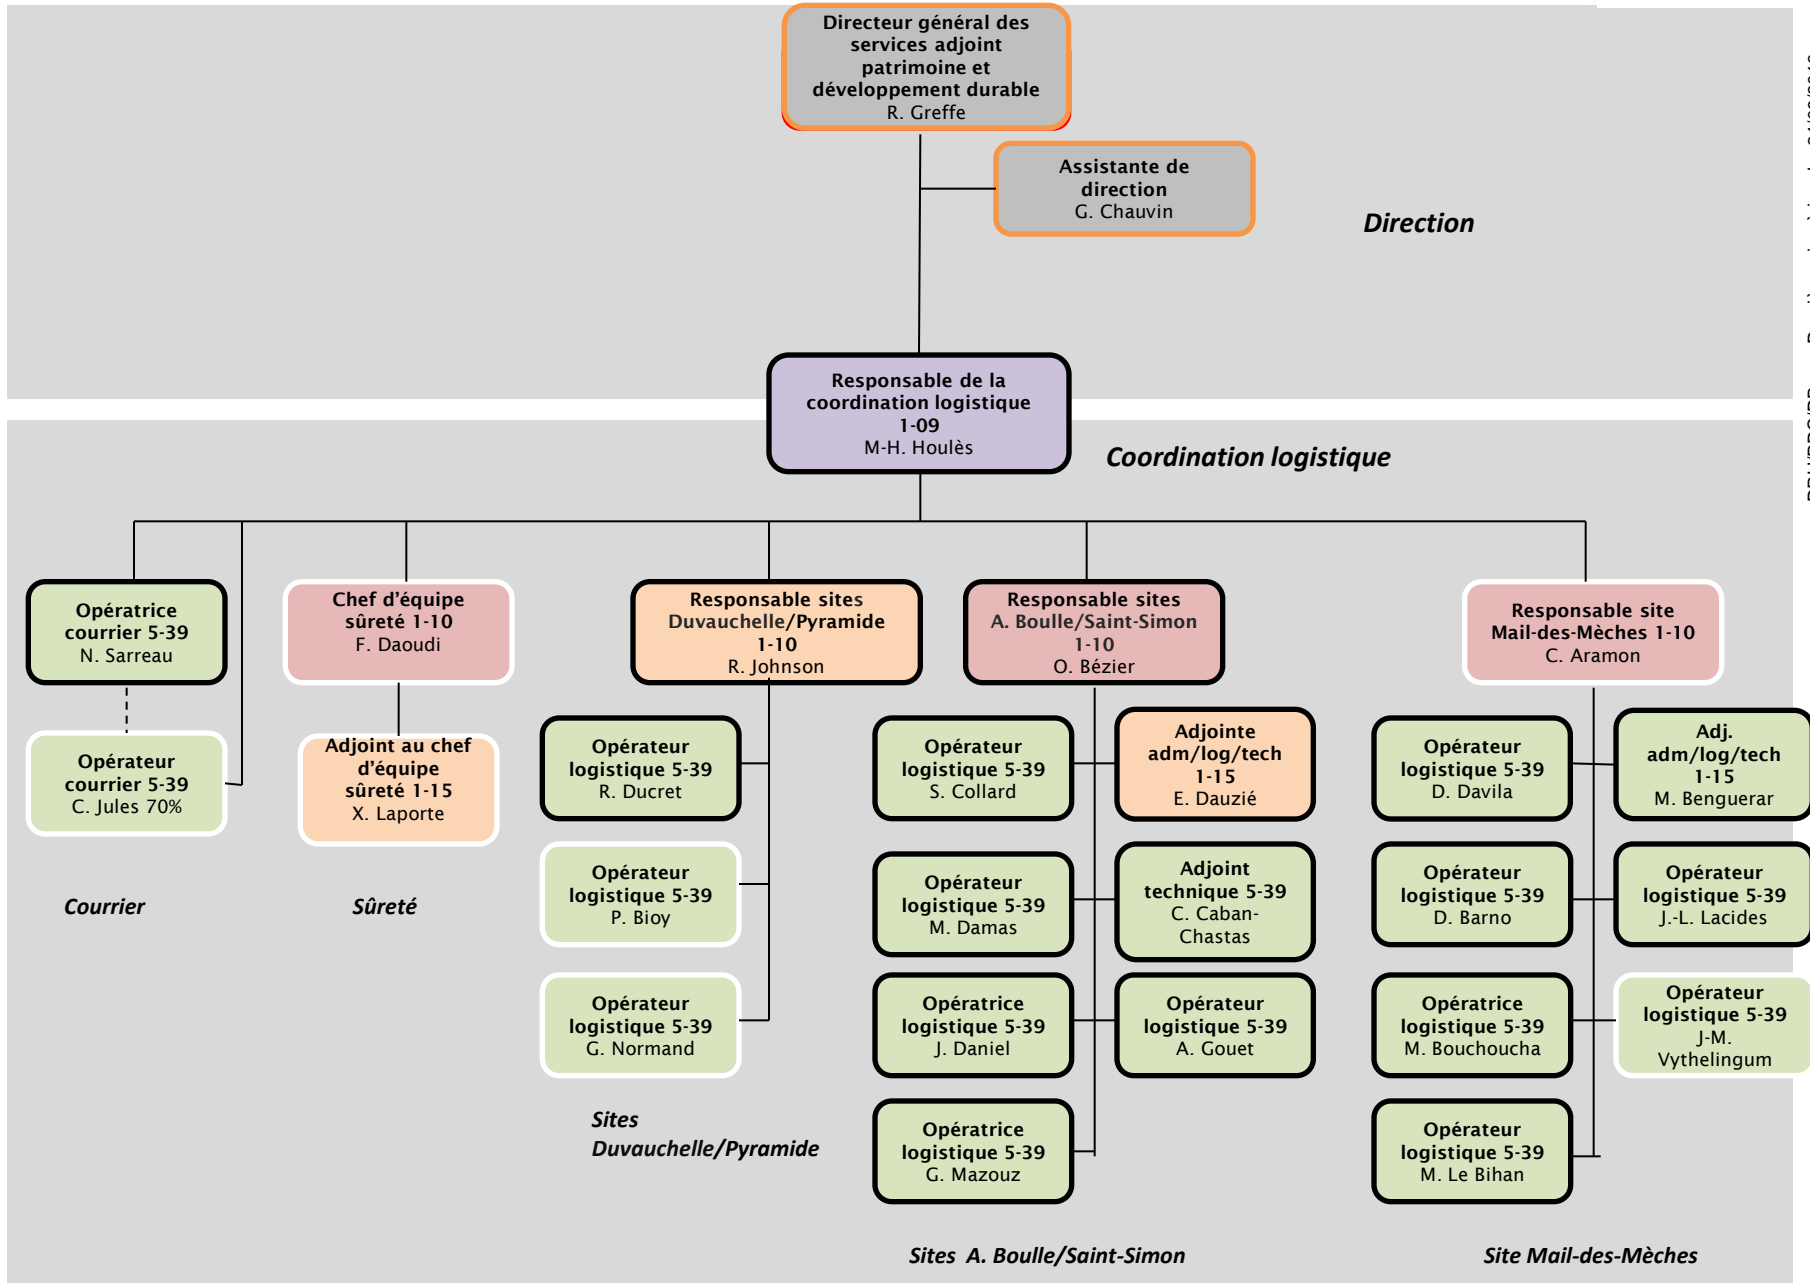 Directeur général des
services adjoint
patrimoine et
développement durable
R. Greffe
Assistante de
direction
G. Chauvin
Direction
Responsable de la
coordination logistique
1-09
M-H. Houlès
Coordination logistique
Opératrice
courrier 5-39
N. Sarreau
Chef d'équipe
sûreté 1-10
F. Daoudi
Responsable sites
Duvauchelle/Pyramide
1-10
R. Johnson
Responsable sites
A. Boulle/Saint-Simon
1-10
O. Bézier
Responsable site
Mail-des-Mèches 1-10
C. Aramon
Opérateur
courrier 5-39
C. Jules 70%
Adjoint au chef
d'équipe
sûreté 1-15
X. Laporte
Opérateur
logistique 5-39
R. Ducret
Opérateur
logistique 5-39
S. Collard
Adjointe
adm/log/tech
1-15
E. Dauzié
Opérateur
logistique 5-39
D. Davila
Adj.
adm/log/tech
1-15
M. Benguerar
Opérateur
logistique 5-39
P. Bioy
Opérateur
logistique 5-39
M. Damas
Adjoint
technique 5-39
C. Caban-
Chastas
Opérateur
logistique 5-39
D. Barno
Opérateur
logistique 5-39
J.-L. Lacides
Courrier
Sûreté
Opérateur
logistique 5-39
G. Normand
Opératrice
logistique 5-39
J. Daniel
Opérateur
logistique 5-39
A. Gouet
Opératrice
logistique 5-39
M. Bouchoucha
Opérateur
logistique 5-39
J-M.
Vythelingum
Sites
Duvauchelle/Pyramide
Opératrice
logistique 5-39
G. Mazouz
Opérateur
logistique 5-39
M. Le Bihan
Sites A. Boulle/Saint-Simon
Site Mail-des-Mèches